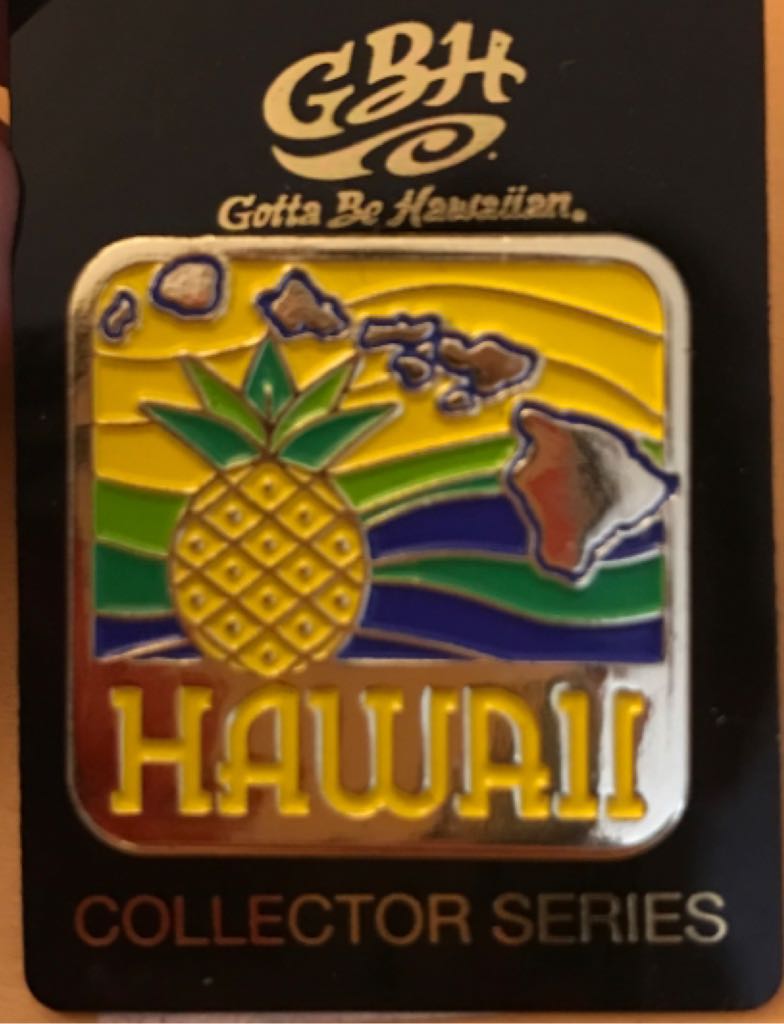 GBH
Gotta Be Hawaiian.
HAWAII
COLLECTOR SERIES